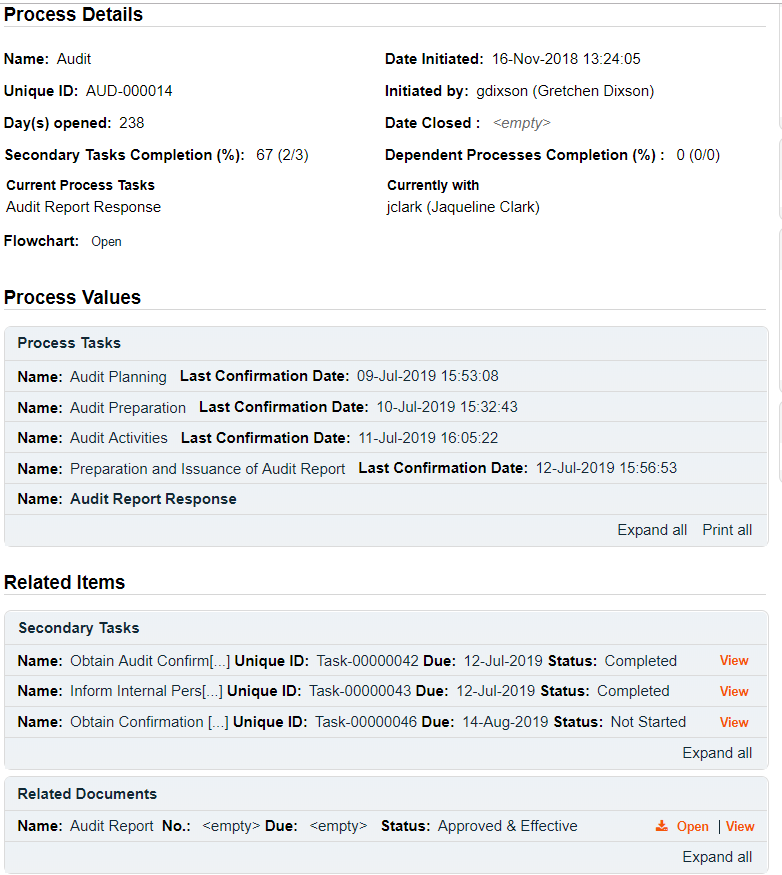 Process Details
Name: Audit Date Initiated: 16-Nov-2018 13:24:05
Unique ID: AUD-000014 Initiated by: gdixson (Gretchen Dixson)
Day(s) opened: 238 Date Closed : <empty>
Secondary Tasks Completion (%): 67 (2/3) Dependent Processes Completion (%) : 0 (0/0)
Current Process Tasks Currently with
Audit Report Response jclark (Jaqueline Clark)
Flowchart: Open
Process Values
Process Tasks
Name: Audit Planning Last Confirmation Date: 09-Jul-2019 15:53:08
Name: Audit Preparation Last Confirmation Date: 10-Jul-2019 15:32:43
Name: Audit Activities Last Confirmation Date: 11-Jul-2019 16:05:22
Name: Preparation and Issuance of Audit Report Last Confirmation Date: 12-Jul-2019 15:56:53
Name: Audit Report Response
Expand all Print all
Related Items
Secondary Tasks
Name: Obtain Audit Confirm[...] Unique ID: Task-00000042 Due: 12-Jul-2019 Status: Completed View
Name: Inform Internal Pers[...] Unique ID: Task-00000043 Due: 12-Jul-2019 Status: Completed View
Name: Obtain Confirmation [...] Unique ID: Task-00000046 Due: 14-Aug-2019 Status: Not Started View
Expand all
Related Documents
Name: Audit Report No.: <empty> Due: <empty> Status: Approved & Effective Open | View
Expand all